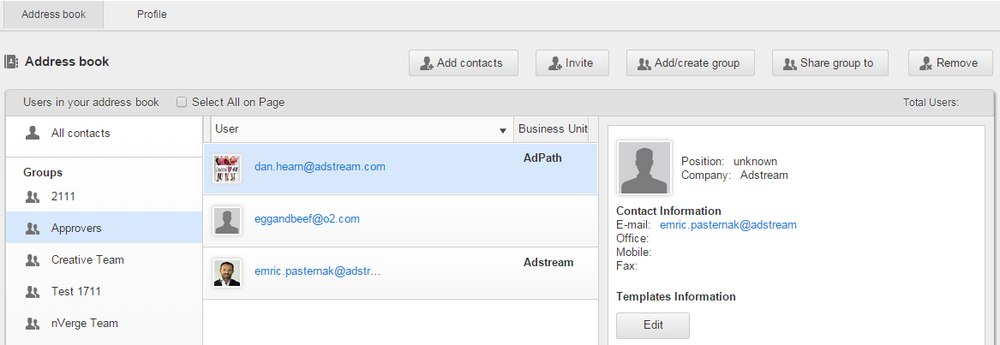 Address book Profile
Address book Add contacts Invite Add/create group Share group to Remove
Users in your address book Select All on Page Total Users:
All contacts
Groups
2111
Approvers
Creative Team
Test 1711
nVerge Team
User Business Unit
dan.hearn@adstream.com AdPath
eggandbeef@o2.com
emric.pasternak@adstr... Adstream
Position: unknown
Company: Adstream
Contact Information
E-mail: emric.pasternak@adstream
Office:
Mobile:
Fax:
Templates Information
Edit